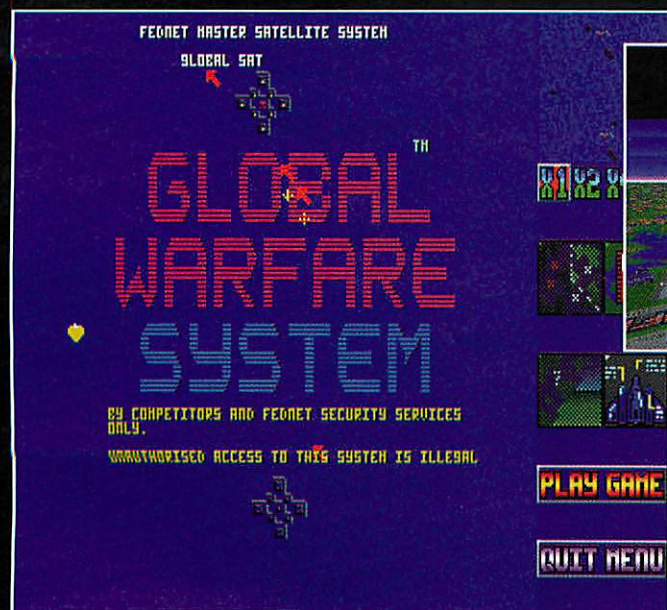 FEDNET MASTER SATELLITE SYSTEM
GLOBAL SAT
GLOBAL TM
WARFARE
SYSTEM
BY COMPETITORS AND FEDNET SECURITY SERVICES
ONLY.
UNAUTHORISED ACCESS TO THIS SYSTEM IS ILLEGAL
X1 X2
PLAY GAME
QUIT MENU